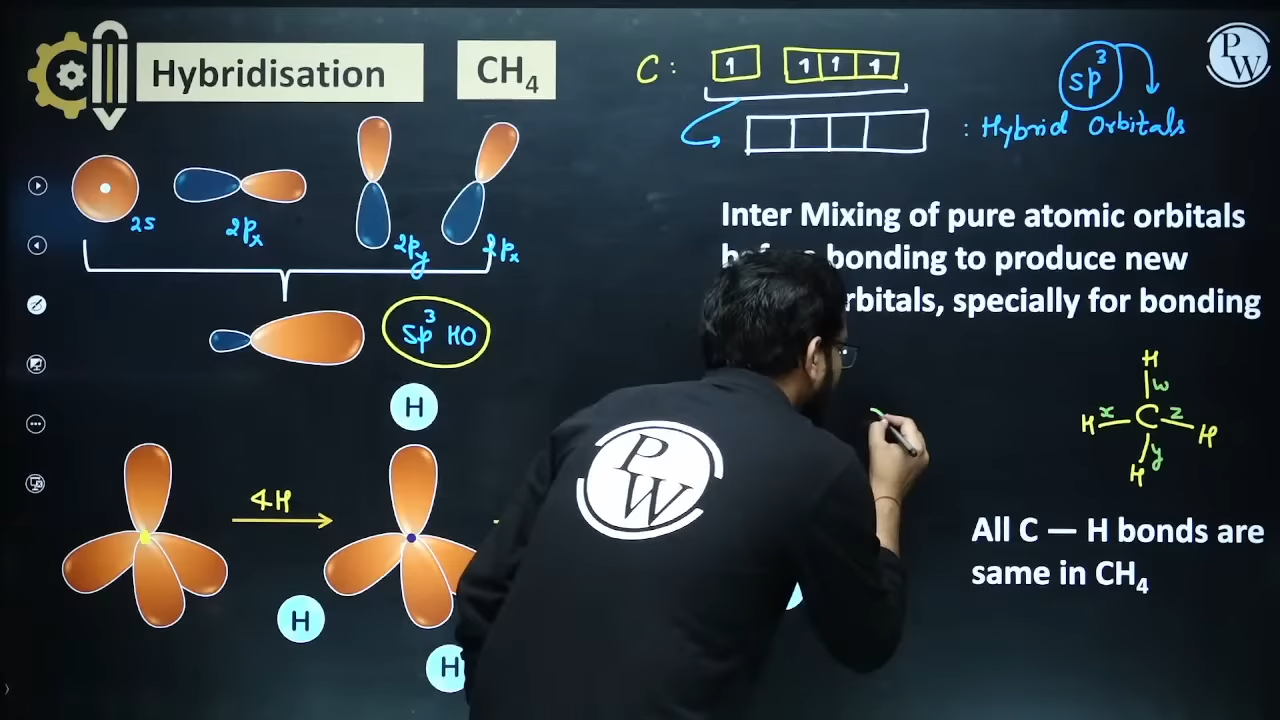 Hybridisation
CH₄
C:
1 1 1 1
sp³
PW
: Hybrid Orbitals
2s
2px
2py
2px
Inter Mixing of pure atomic orbitals
bonding to produce new
rbitals, specially for bonding
sp³ HO
H
H
w
H x C z H
y
H
4H
PW
All C — H bonds are
same in CH₄
H
H